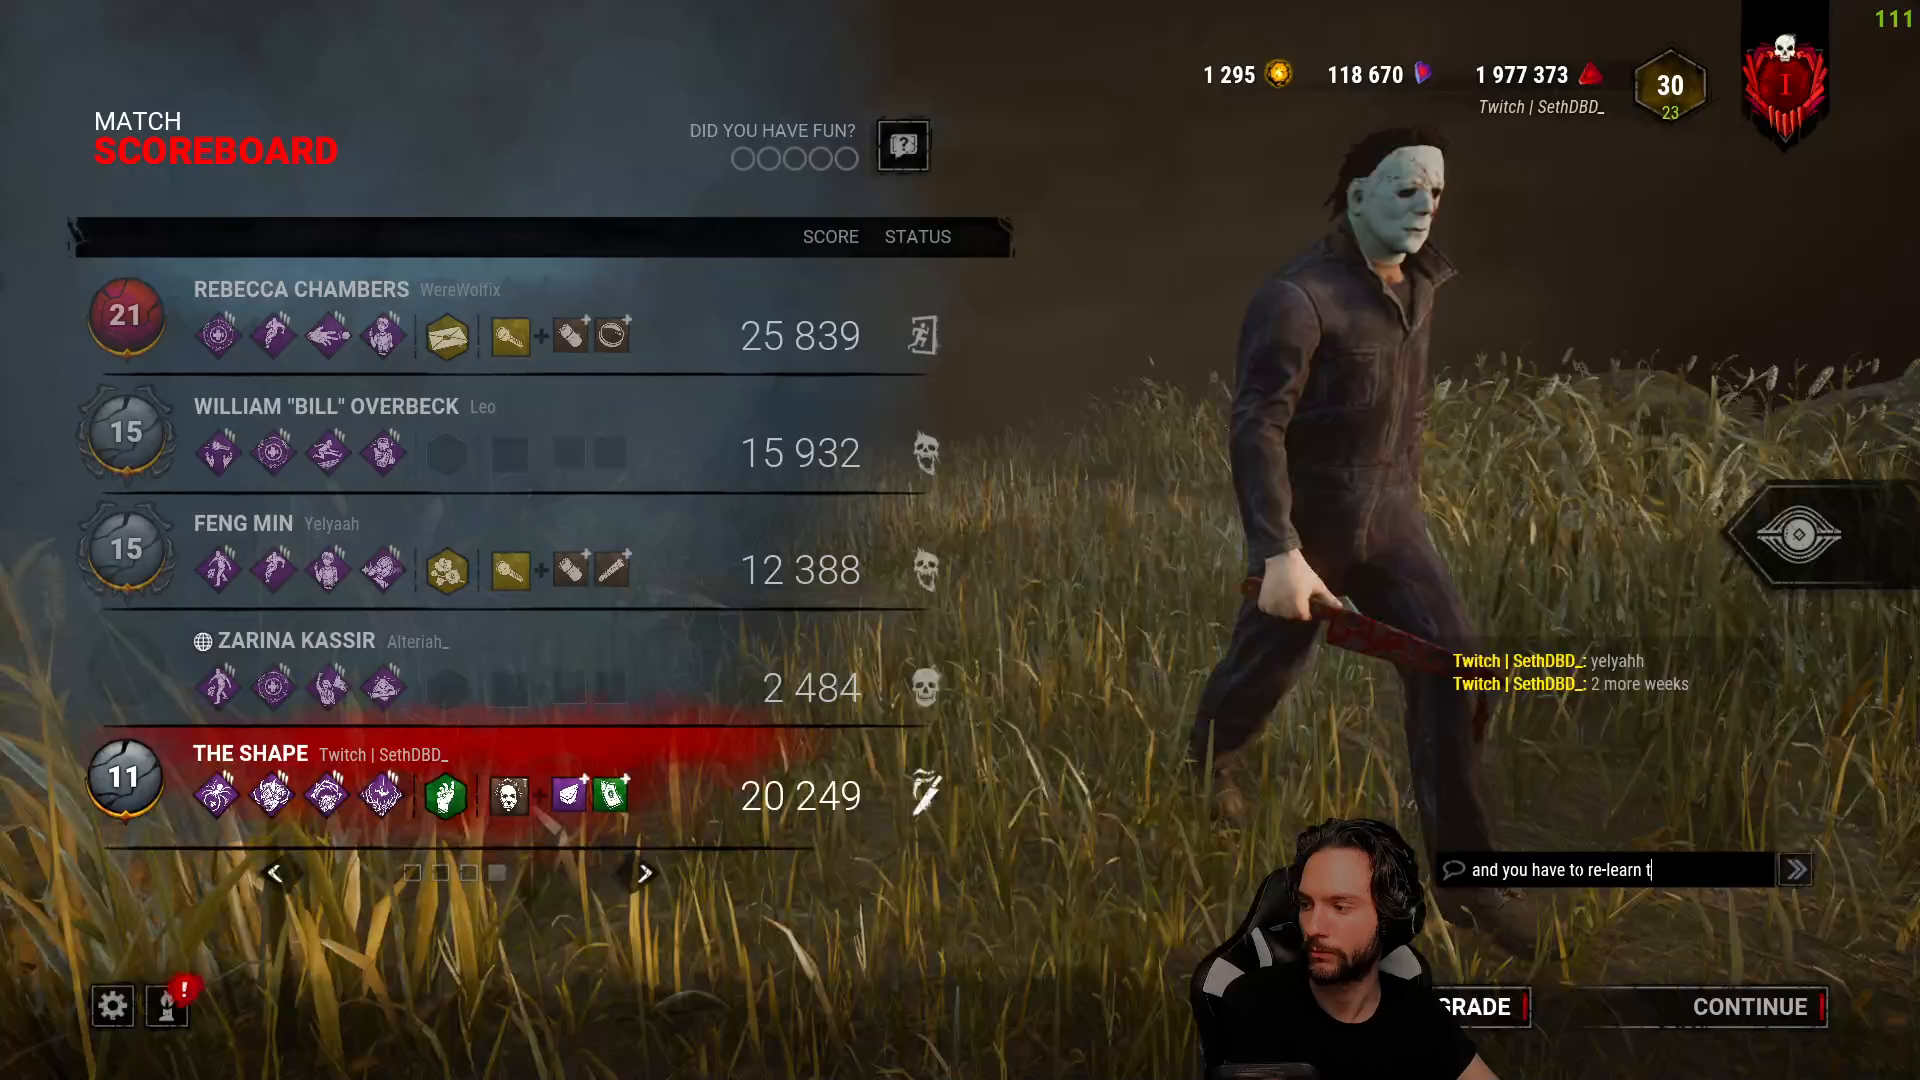 111
1 295
118 670
1 977 373
Twitch | SethDBD_
30
23
I
MATCH
SCOREBOARD
DID YOU HAVE FUN?
?
SCORE STATUS
21
REBECCA CHAMBERS WereWolfix
25 839
15
WILLIAM "BILL" OVERBECK Leo
15 932
15
FENG MIN Yelyaah
12 388
ZARINA KASSIR Alteriah_
2 484
11
THE SHAPE Twitch | SethDBD_
20 249
Twitch | SethDBD_: yelyahh
Twitch | SethDBD_: 2 more weeks
and you have to re-learn t
!
GRADE
CONTINUE